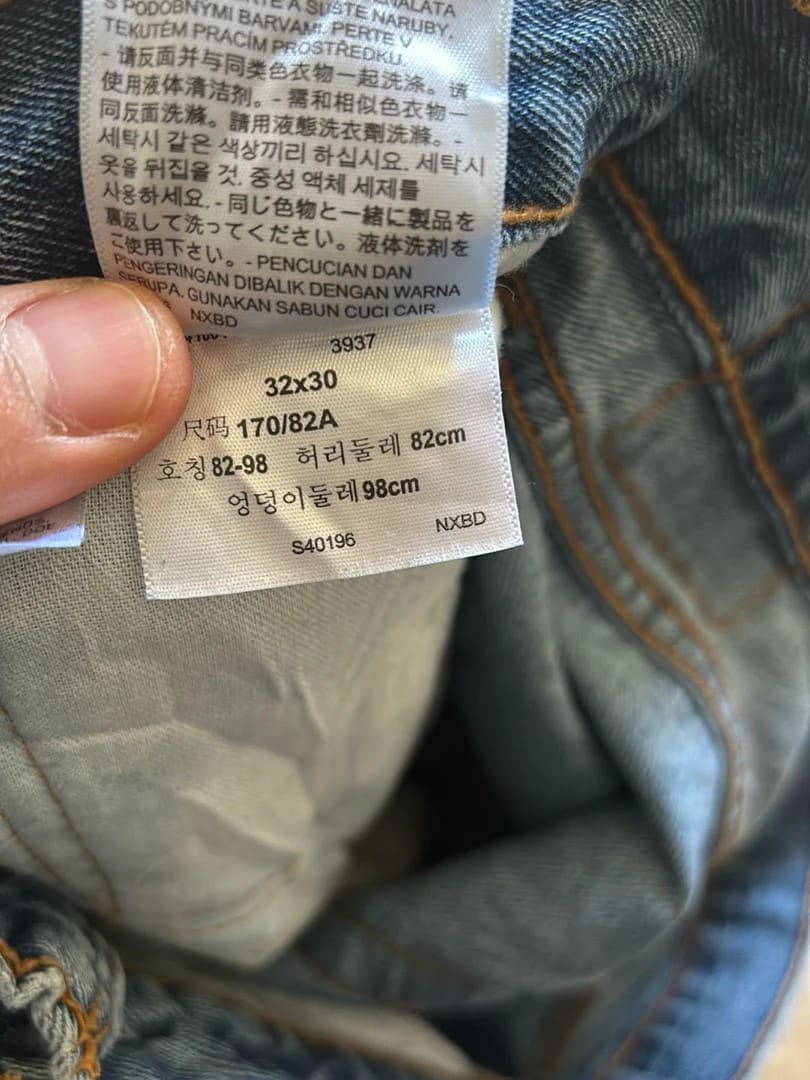 TE A SUŠTE NARUBY,
S PODOBNÝMI BARVAMI. PERTE V
TEKUTÉM PRACÍM PROSTŘEDKU.
- 请反面并与同类色衣物一起洗涤。请
使用液体清洁剂。- 需和相似色衣物一
同反面洗滌。請用液態洗衣劑洗滌。-
세탁시 같은 색상끼리 하십시요. 세탁시
옷을 뒤집을 것. 중성 액체 세제를
사용하세요. - 同じ色物と一緒に製品を
裏返して洗ってください。液体洗剤を
ご使用下さい。- PENCUCIAN DAN
PENGERINGAN DIBALIK DENGAN WARNA
SERUPA. GUNAKAN SABUN CUCI CAIR.
NXBD
3937
32x30
尺码 170/82A
호칭 82-98 허리둘레 82cm
엉덩이둘레 98cm
S40196 NXBD